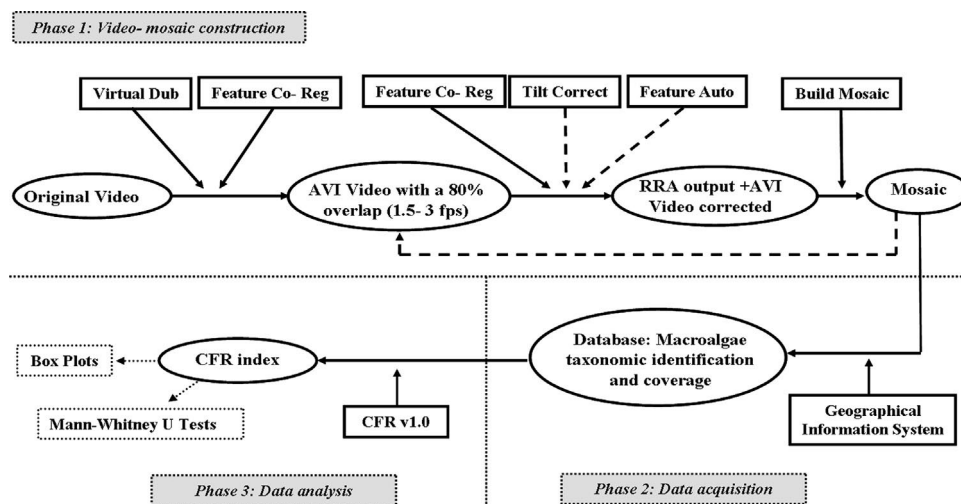 Phase 1: Video- mosaic construction
Virtual Dub
Feature Co- Reg
Feature Co- Reg
Tilt Correct
Feature Auto
Build Mosaic
Original Video
AVI Video with a 80%
overlap (1.5- 3 fps)
RRA output +AVI
Video corrected
Mosaic
Box Plots
CFR index
Mann-Whitney U Tests
CFR v1.0
Database: Macroalgae
taxonomic identification
and coverage
Geographical
Information System
Phase 3: Data analysis
Phase 2: Data acquisition